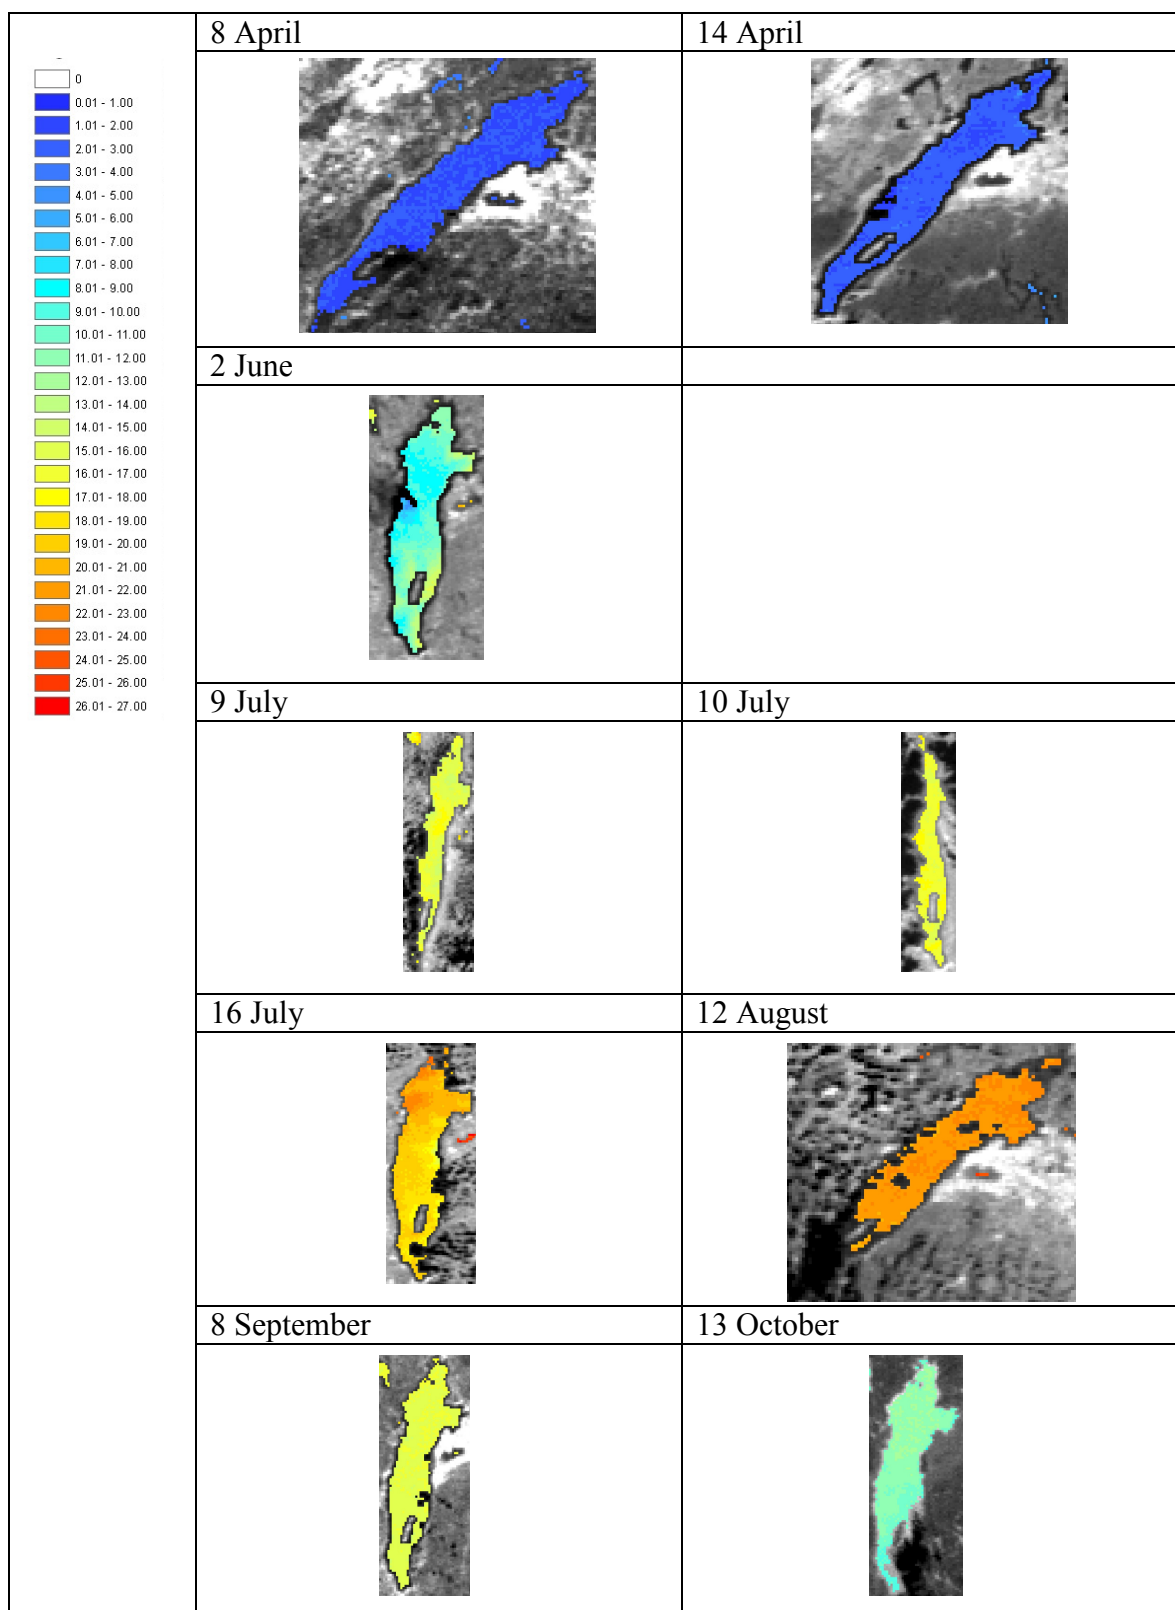 8 April
14 April
0
0.01 - 1.00
1.01 - 2.00
2.01 - 3.00
3.01 - 4.00
4.01 - 5.00
5.01 - 6.00
6.01 - 7.00
7.01 - 8.00
8.01 - 9.00
9.01 - 10.00
10.01 - 11.00
11.01 - 12.00
12.01 - 13.00
13.01 - 14.00
14.01 - 15.00
15.01 - 16.00
16.01 - 17.00
17.01 - 18.00
18.01 - 19.00
19.01 - 20.00
20.01 - 21.00
21.01 - 22.00
22.01 - 23.00
23.01 - 24.00
24.01 - 25.00
25.01 - 26.00
26.01 - 27.00
2 June
9 July
10 July
16 July
12 August
8 September
13 October